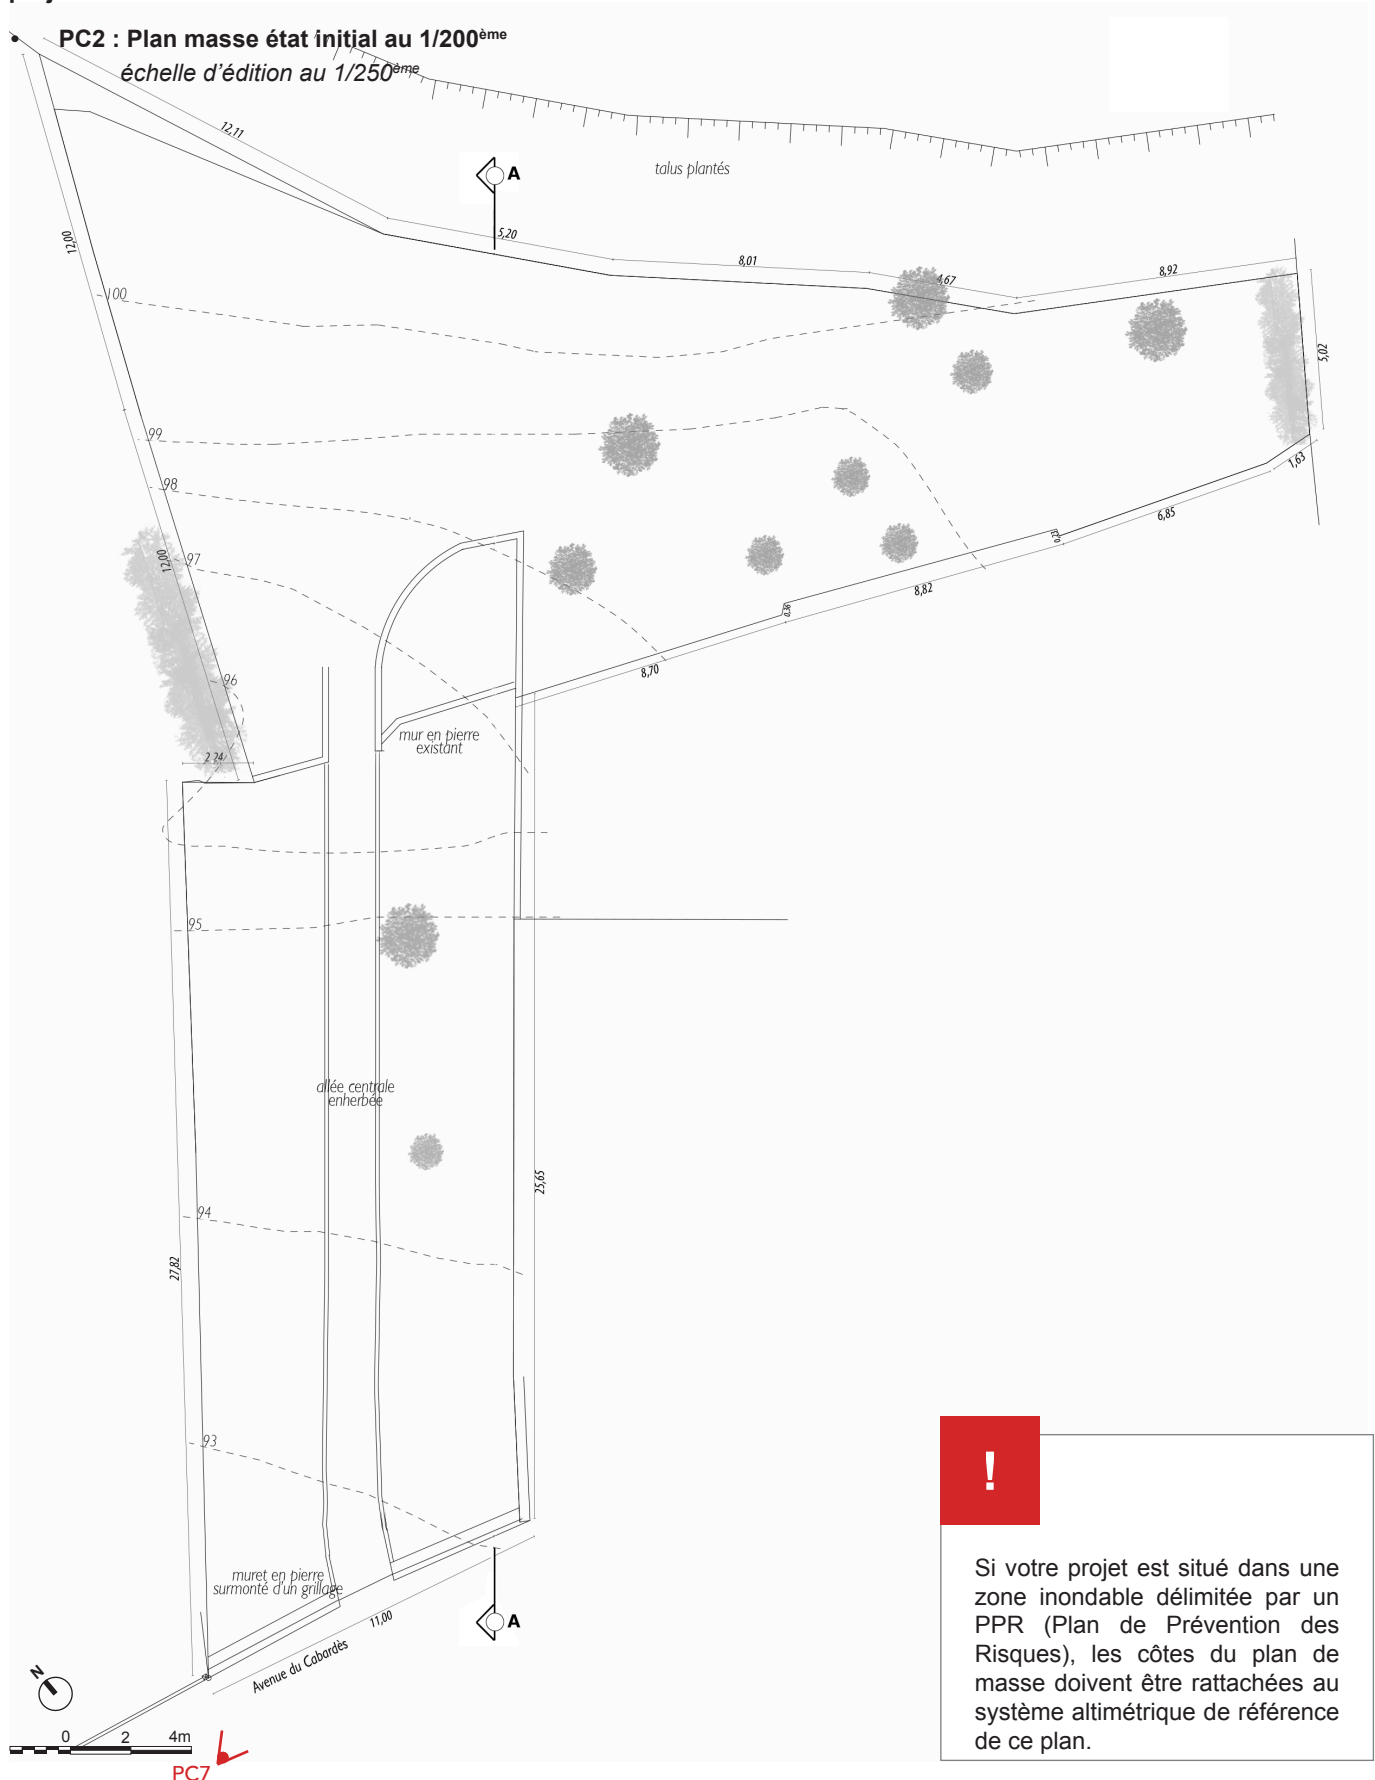 • PC2 : Plan masse état initial au 1/200ème
échelle d'édition au 1/250ème
12,11
talus plantés
A
5,20
12,00
8,01
4,67
8,92
100
5,02
99
98
1,63
6,85
12,00
97
8,82
0,36
8,70
96
mur en pierre
existant
2,24
95
allée centrale
enherbée
25,65
94
27,82
93
muret en pierre
surmonté d'un grillage
11,00
A
Avenue du Cabardès
N
0 2 4m
PC7
!
Si votre projet est situé dans une
zone inondable délimitée par un
PPR (Plan de Prévention des
Risques), les côtes du plan de
masse doivent être rattachées au
système altimétrique de référence
de ce plan.